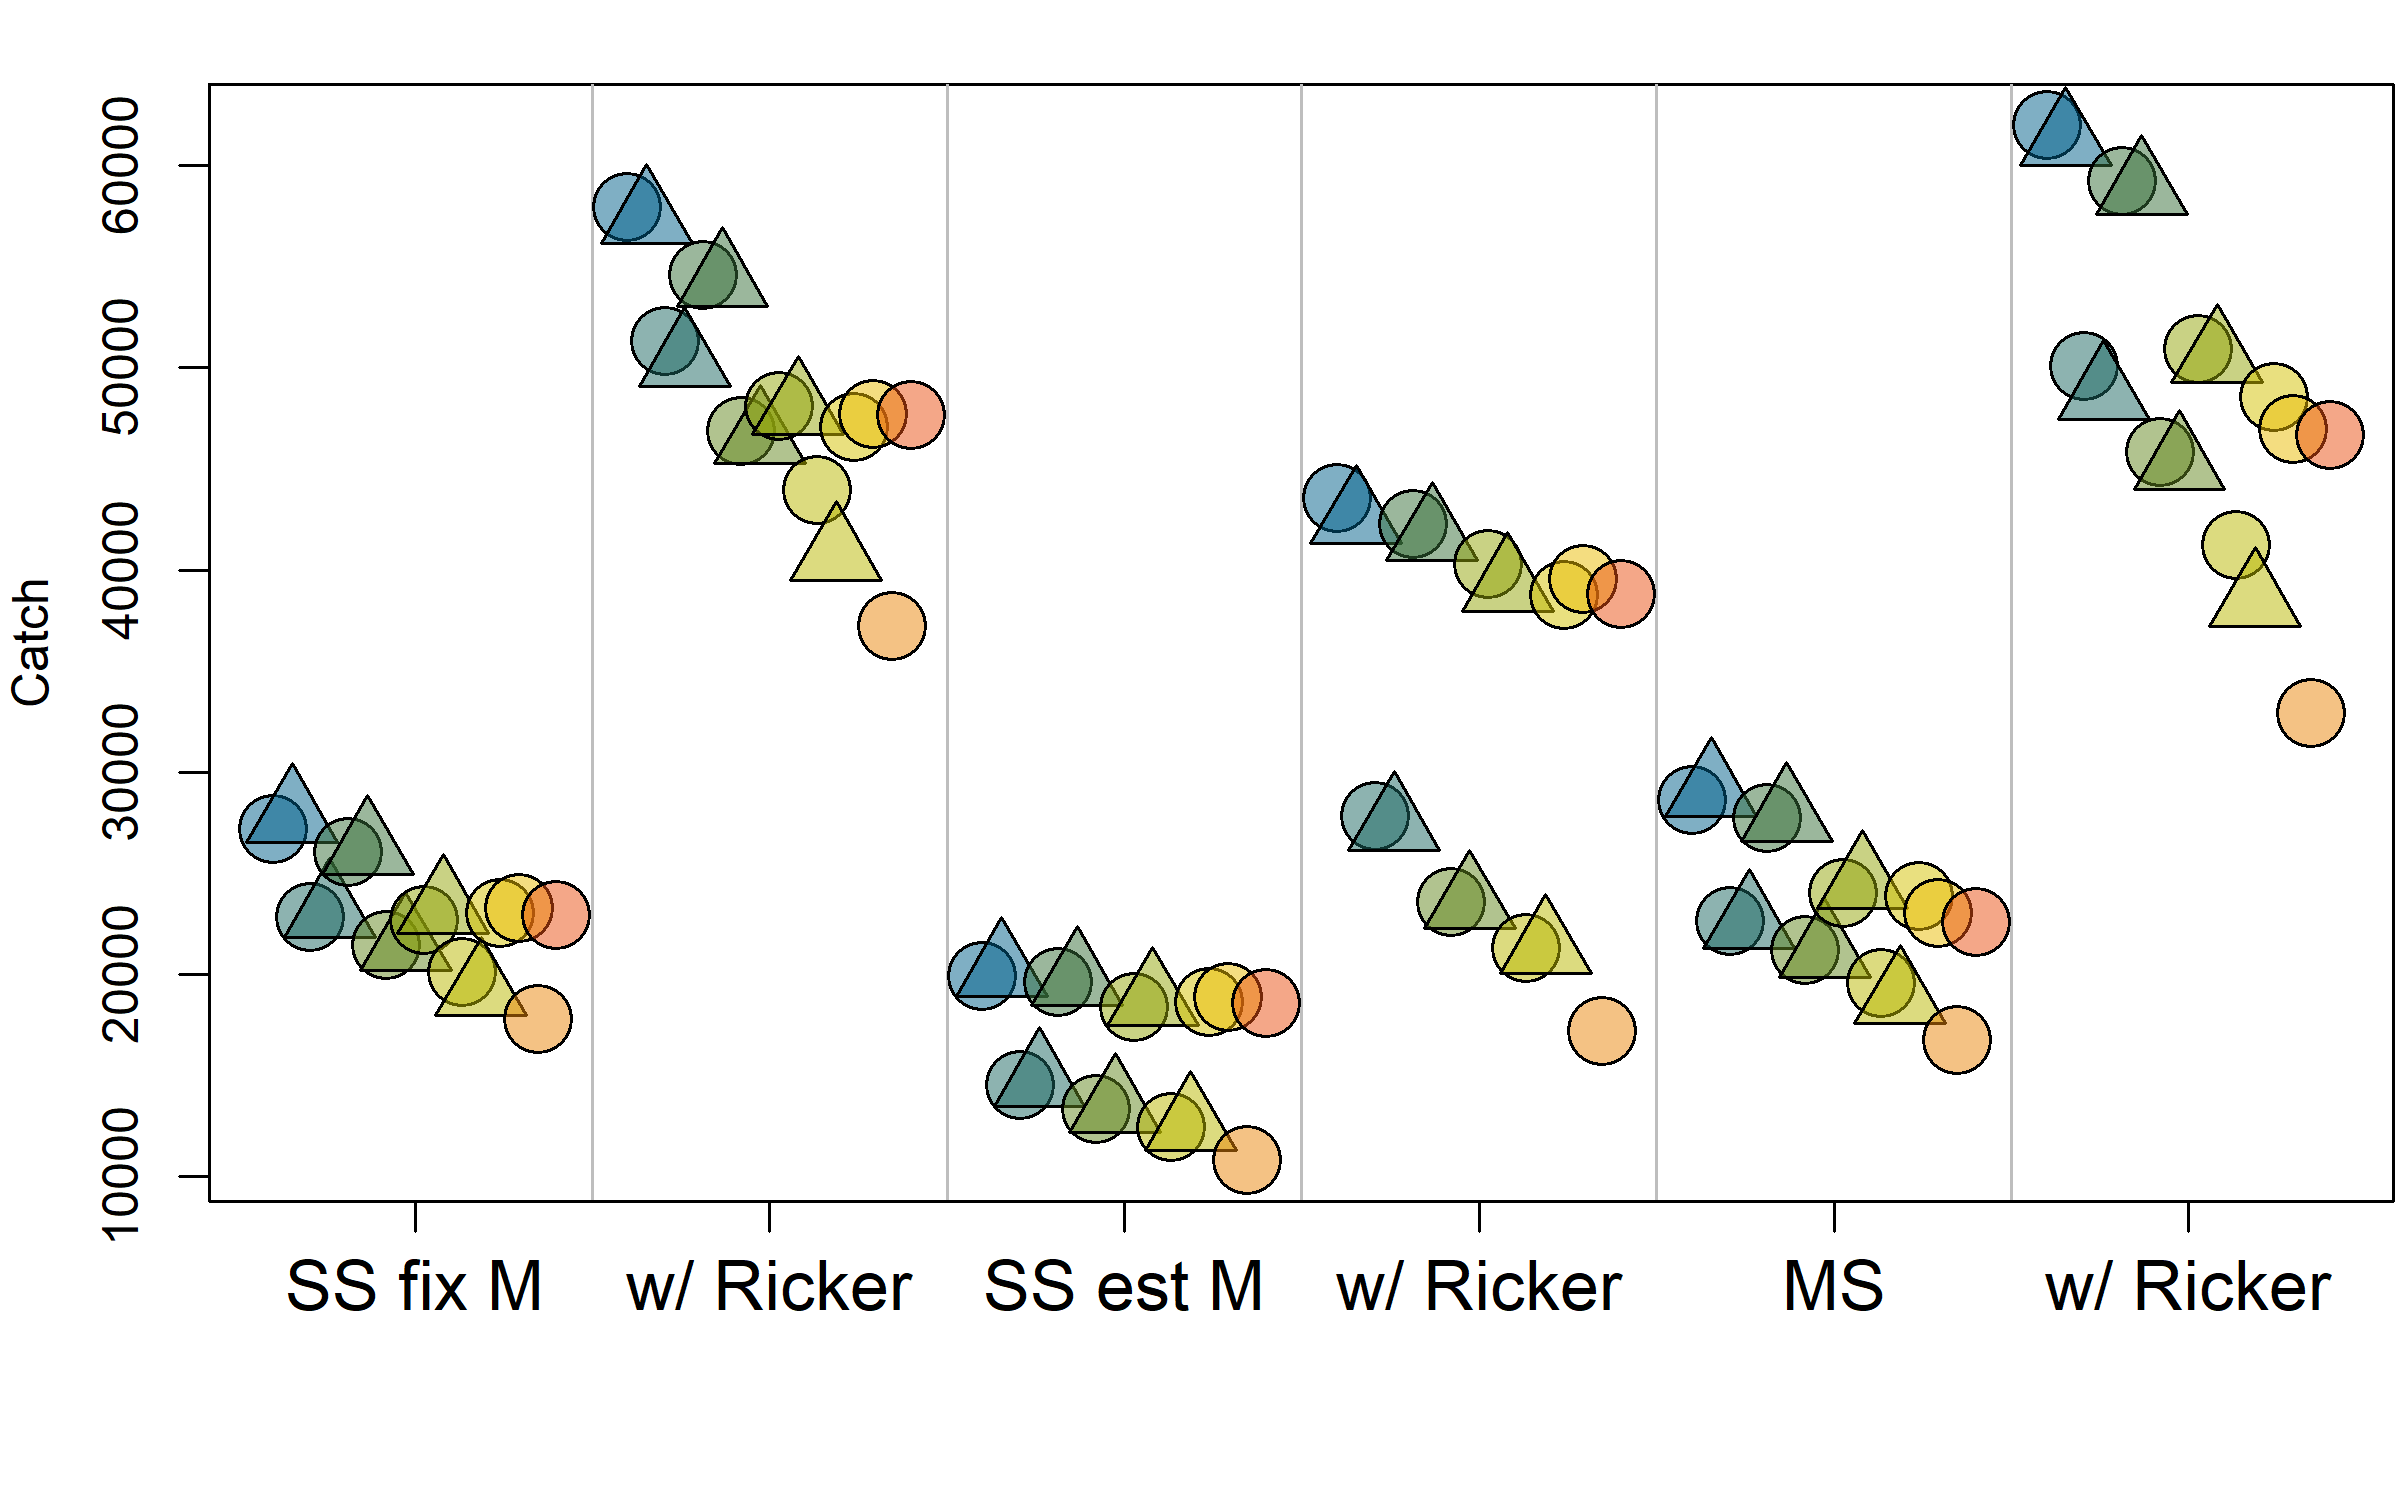 Catch
60000
50000
40000
30000
20000
10000
SS fix M
w/ Ricker
SS est M
w/ Ricker
MS
w/ Ricker